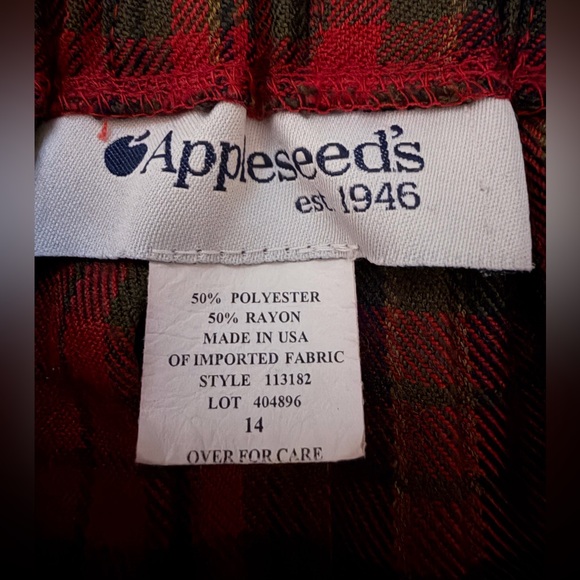 Appleseed's
est. 1946
50% POLYESTER
50% RAYON
MADE IN USA
OF IMPORTED FABRIC
STYLE 113182
LOT 404896
14
OVER FOR CARE